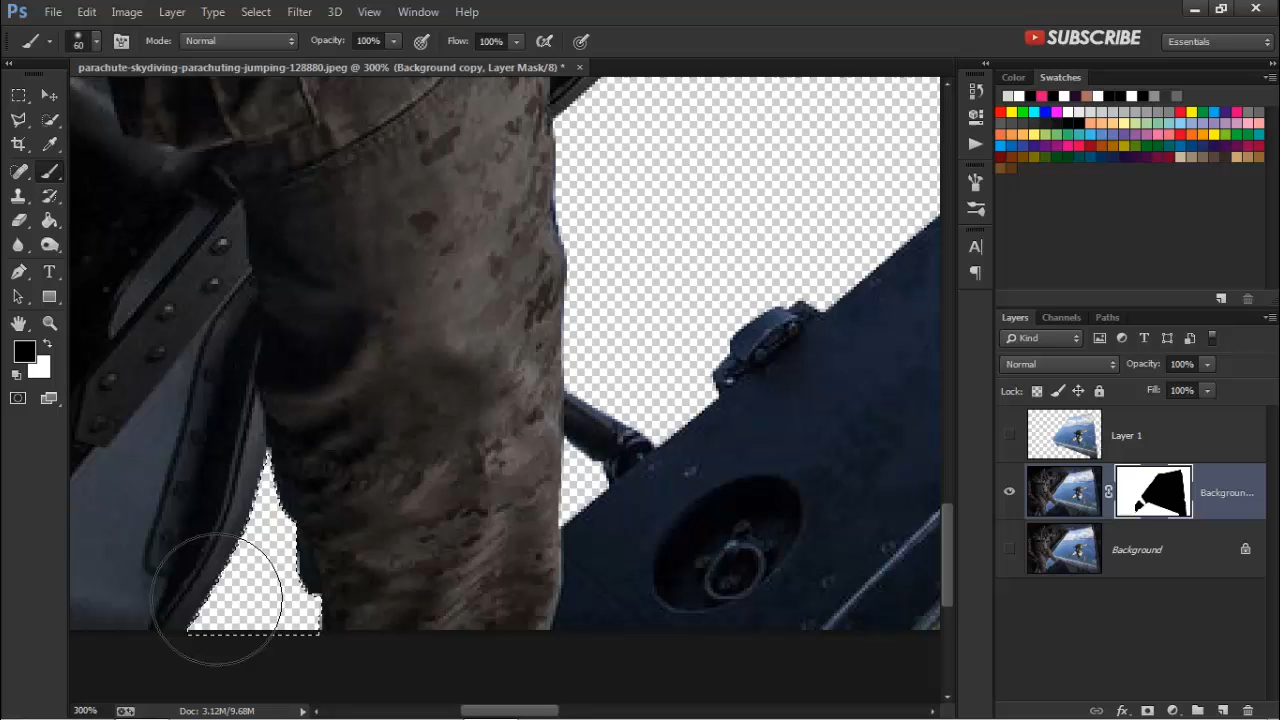 Ps File Edit Image Layer Type Select Filter 3D View Window Help
60 Mode: Normal Opacity: 100% Flow: 100% SUBSCRIBE Essentials
parachute-skydiving-parachuting-jumping-128880.jpeg @ 300% (Background copy, Layer Mask/8) * ×
Color Swatches
Layers Channels Paths
Kind
Normal Opacity: 100%
Lock: Fill: 100%
Layer 1
Backgroun...
Background
300% Doc: 3.12M/9.68M